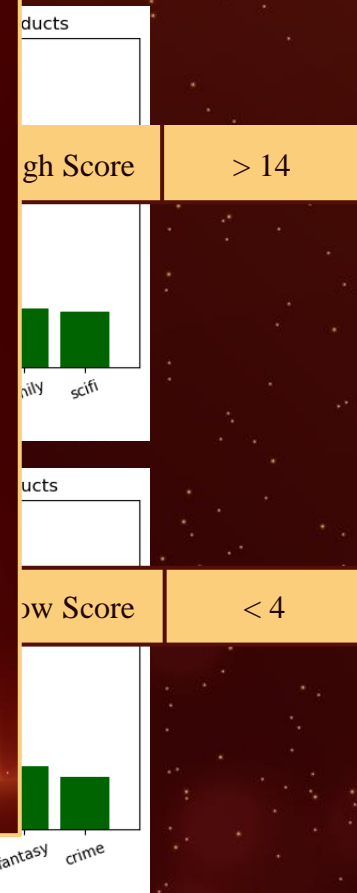 ducts
gh Score > 14
nily scifi
ucts
ow Score < 4
fantasy crime